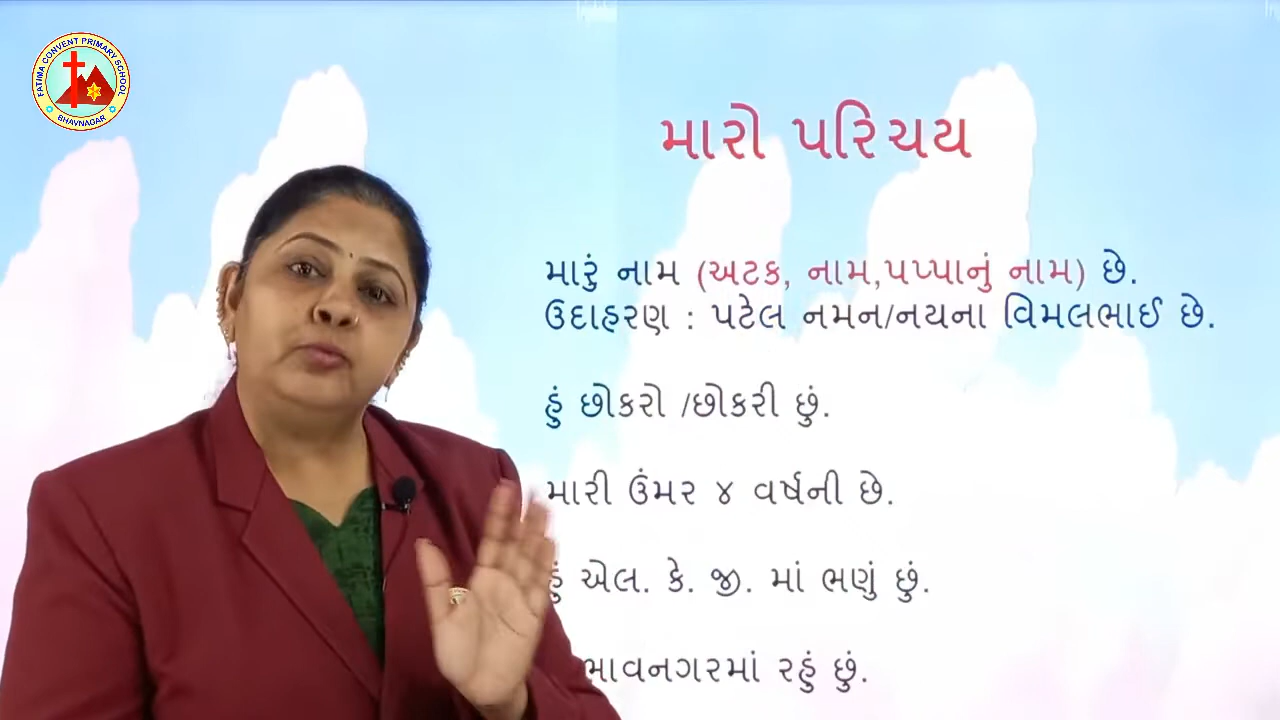 FATIMA CONVENT PRIMARY SCHOOL
BHAVNAGAR
મારો પરિચય
મારું નામ (અટક, નામ,પપ્પાનું નામ) છે.
ઉદાહરણ : પટેલ નમન/નયના વિમલભાઈ છે.
હું છોકરો /છોકરી છું.
મારી ઉંમર ૪ વર્ષની છે.
હું એલ. કે. જી. માં ભણું છું.
ભાવનગરમાં રહું છું.